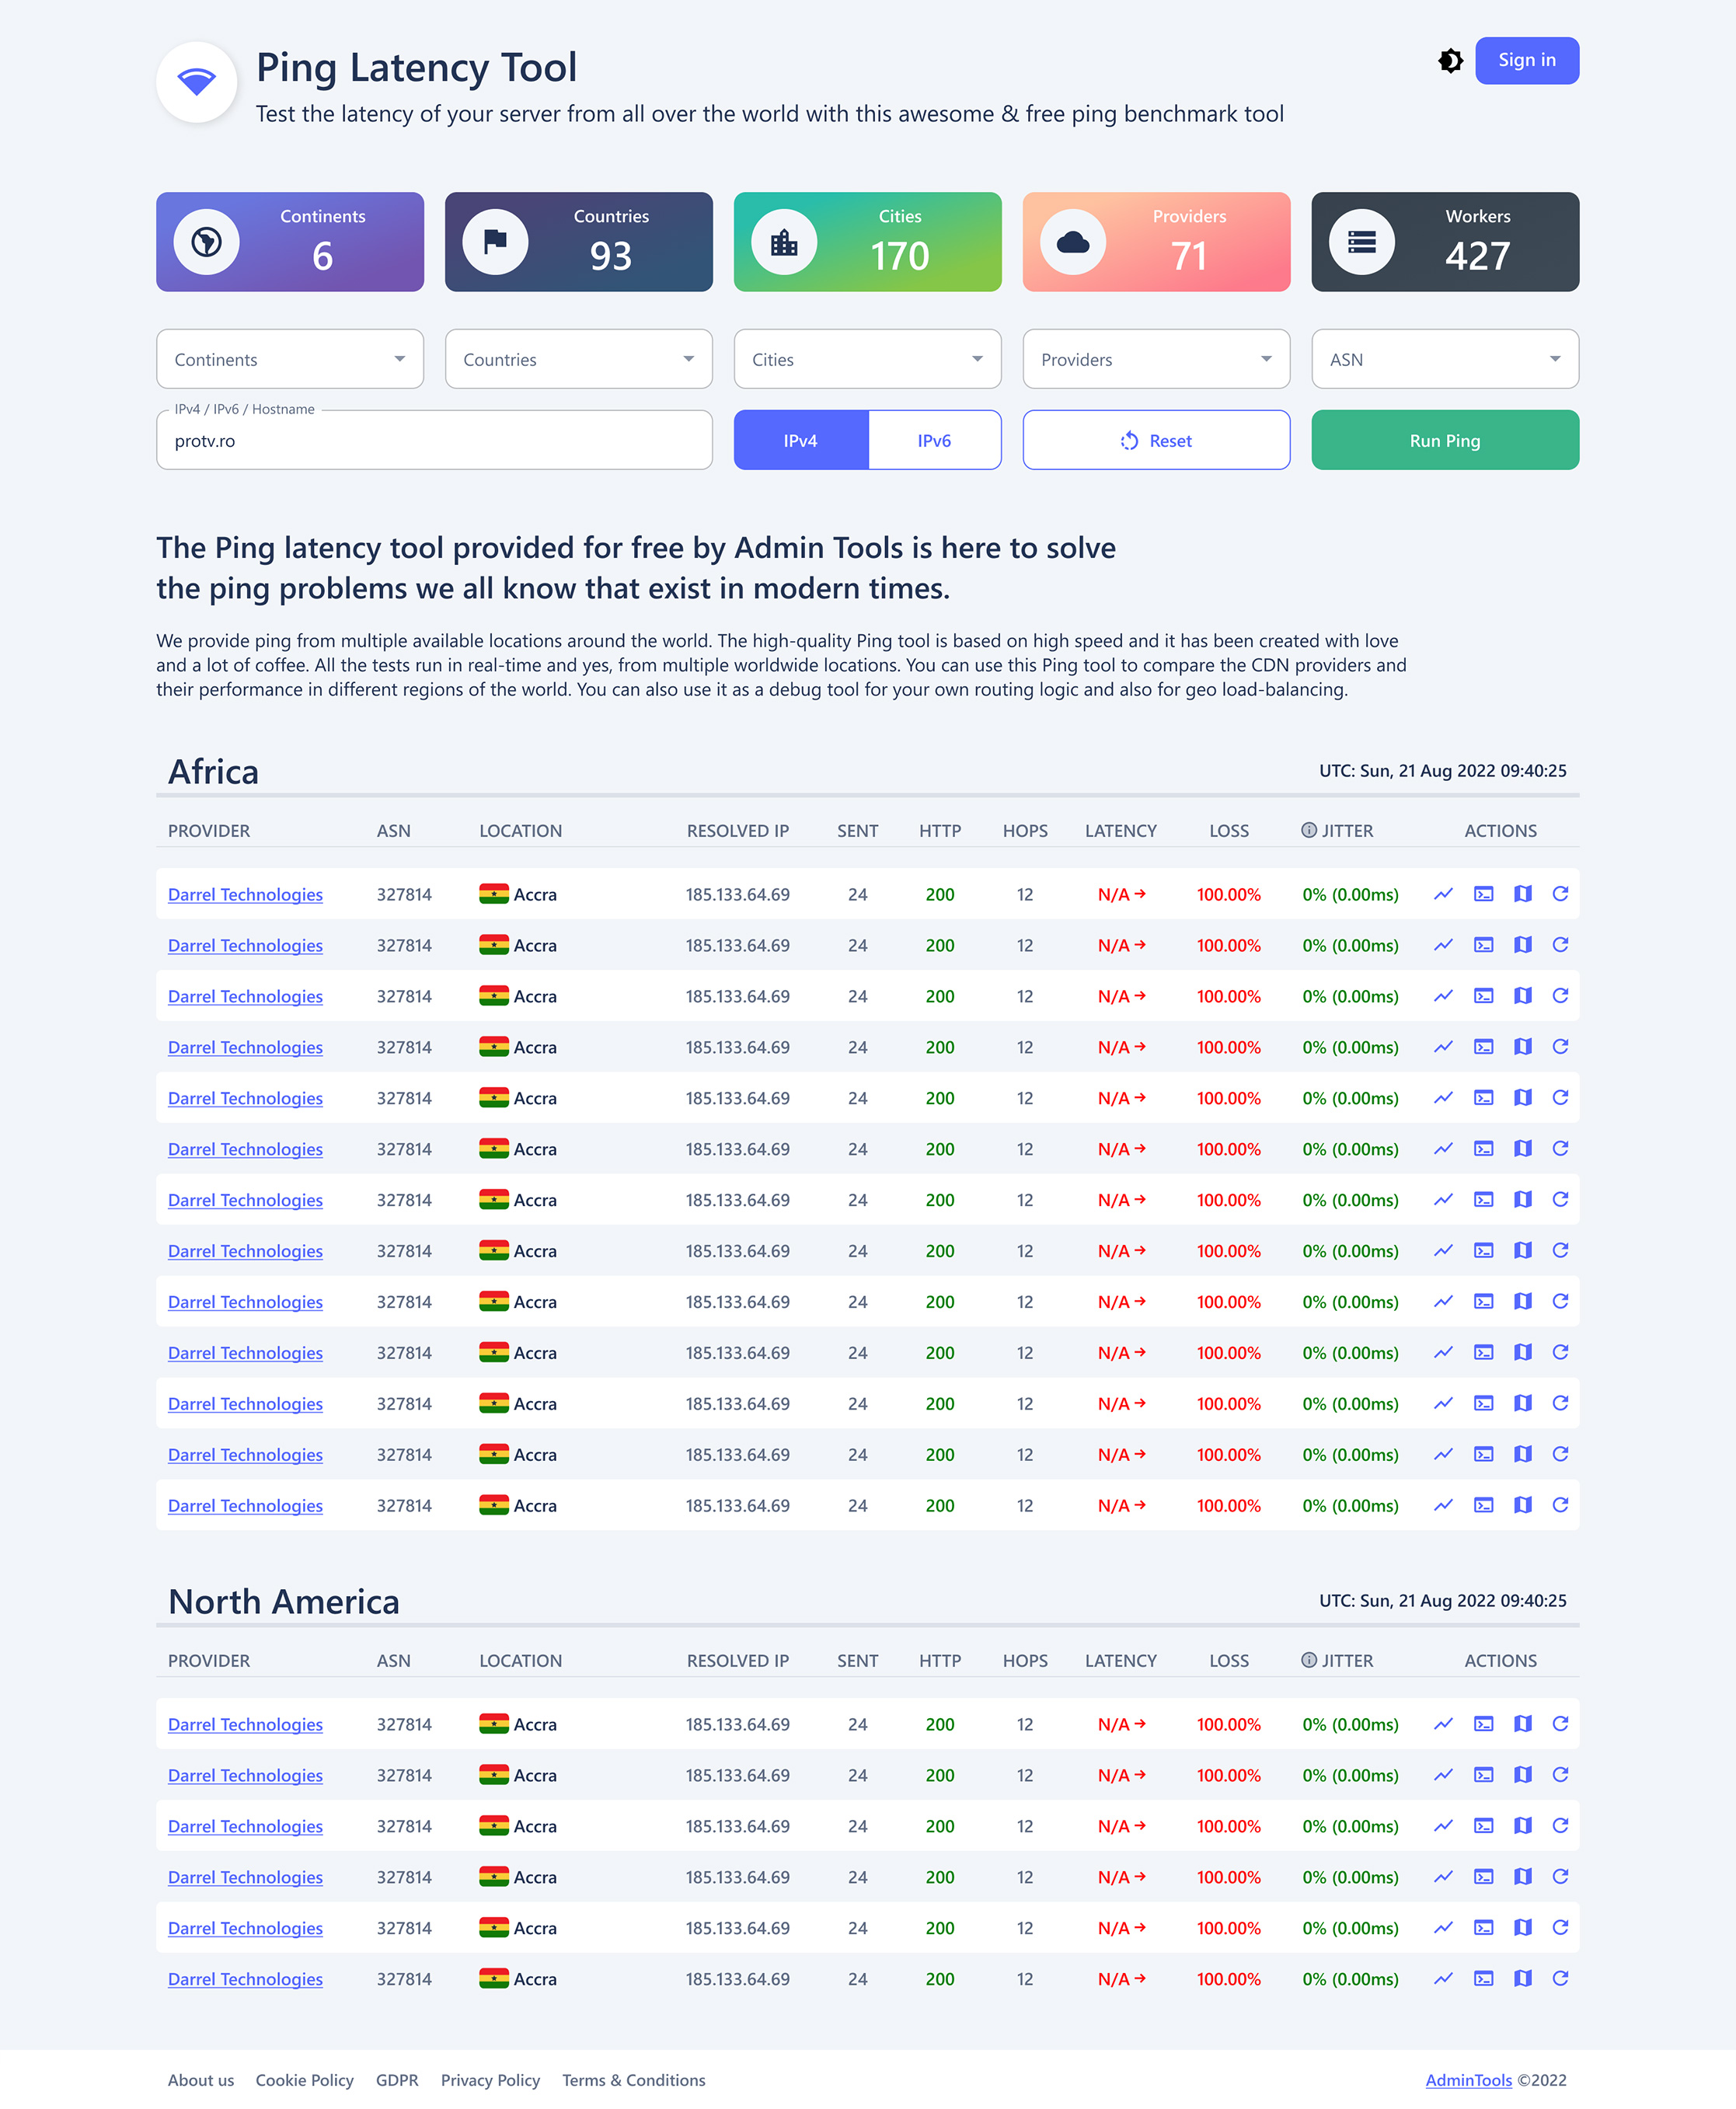 Ping Latency Tool
Sign in
Test the latency of your server from all over the world with this awesome & free ping benchmark tool
Continents
6
Countries
93
Cities
170
Providers
71
Workers
427
Continents Countries Cities Providers ASN
IPv4 / IPv6 / Hostname
protv.ro IPv4 IPv6 Reset Run Ping
The Ping latency tool provided for free by Admin Tools is here to solve
the ping problems we all know that exist in modern times.
We provide ping from multiple available locations around the world. The high-quality Ping tool is based on high speed and it has been created with love
and a lot of coffee. All the tests run in real-time and yes, from multiple worldwide locations. You can use this Ping tool to compare the CDN providers and
their performance in different regions of the world. You can also use it as a debug tool for your own routing logic and also for geo load-balancing.
Africa UTC: Sun, 21 Aug 2022 09:40:25
PROVIDER ASN LOCATION RESOLVED IP SENT HTTP HOPS LATENCY LOSS JITTER ACTIONS
Darrel Technologies 327814 Accra 185.133.64.69 24 200 12 N/A → 100.00% 0% (0.00ms)
Darrel Technologies 327814 Accra 185.133.64.69 24 200 12 N/A → 100.00% 0% (0.00ms)
Darrel Technologies 327814 Accra 185.133.64.69 24 200 12 N/A → 100.00% 0% (0.00ms)
Darrel Technologies 327814 Accra 185.133.64.69 24 200 12 N/A → 100.00% 0% (0.00ms)
Darrel Technologies 327814 Accra 185.133.64.69 24 200 12 N/A → 100.00% 0% (0.00ms)
Darrel Technologies 327814 Accra 185.133.64.69 24 200 12 N/A → 100.00% 0% (0.00ms)
Darrel Technologies 327814 Accra 185.133.64.69 24 200 12 N/A → 100.00% 0% (0.00ms)
Darrel Technologies 327814 Accra 185.133.64.69 24 200 12 N/A → 100.00% 0% (0.00ms)
Darrel Technologies 327814 Accra 185.133.64.69 24 200 12 N/A → 100.00% 0% (0.00ms)
Darrel Technologies 327814 Accra 185.133.64.69 24 200 12 N/A → 100.00% 0% (0.00ms)
Darrel Technologies 327814 Accra 185.133.64.69 24 200 12 N/A → 100.00% 0% (0.00ms)
Darrel Technologies 327814 Accra 185.133.64.69 24 200 12 N/A → 100.00% 0% (0.00ms)
Darrel Technologies 327814 Accra 185.133.64.69 24 200 12 N/A → 100.00% 0% (0.00ms)
North America UTC: Sun, 21 Aug 2022 09:40:25
PROVIDER ASN LOCATION RESOLVED IP SENT HTTP HOPS LATENCY LOSS JITTER ACTIONS
Darrel Technologies 327814 Accra 185.133.64.69 24 200 12 N/A → 100.00% 0% (0.00ms)
Darrel Technologies 327814 Accra 185.133.64.69 24 200 12 N/A → 100.00% 0% (0.00ms)
Darrel Technologies 327814 Accra 185.133.64.69 24 200 12 N/A → 100.00% 0% (0.00ms)
Darrel Technologies 327814 Accra 185.133.64.69 24 200 12 N/A → 100.00% 0% (0.00ms)
Darrel Technologies 327814 Accra 185.133.64.69 24 200 12 N/A → 100.00% 0% (0.00ms)
Darrel Technologies 327814 Accra 185.133.64.69 24 200 12 N/A → 100.00% 0% (0.00ms)
About us Cookie Policy GDPR Privacy Policy Terms & Conditions AdminTools ©2022